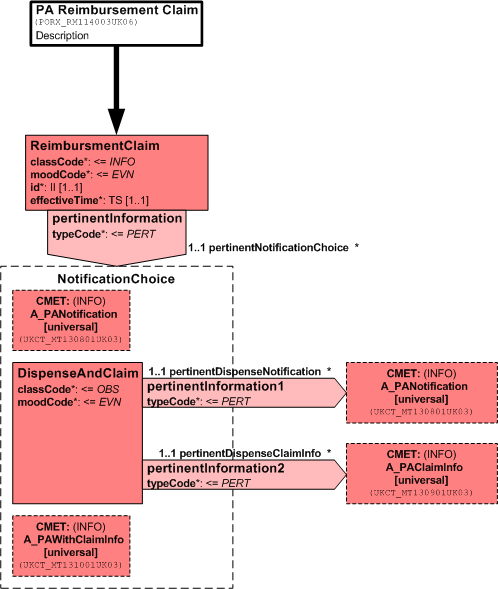 PA Reimbursement Claim
(PORX_RM114003UK06)
Description
ReimbursmentClaim
classCode*: <= INFO
moodCode*: <= EVN
id*: II [1..1]
effectiveTime*: TS [1..1]
pertinentInformation
typeCode*: <= PERT
1..1 pertinentNotificationChoice *
NotificationChoice
CMET: (INFO)
A_PANotification
[universal]
(UKCT_MT130801UK03)
DispenseAndClaim
classCode*: <= OBS
moodCode*: <= EVN
1..1 pertinentDispenseNotification *
pertinentInformation1
typeCode*: <= PERT
CMET: (INFO)
A_PANotification
[universal]
(UKCT_MT130801UK03)
1..1 pertinentDispenseClaimInfo *
pertinentInformation2
typeCode*: <= PERT
CMET: (INFO)
A_PAClaimInfo
[universal]
(UKCT_MT130901UK03)
CMET: (INFO)
A_PAWithClaimInfo
[universal]
(UKCT_MT131001UK03)